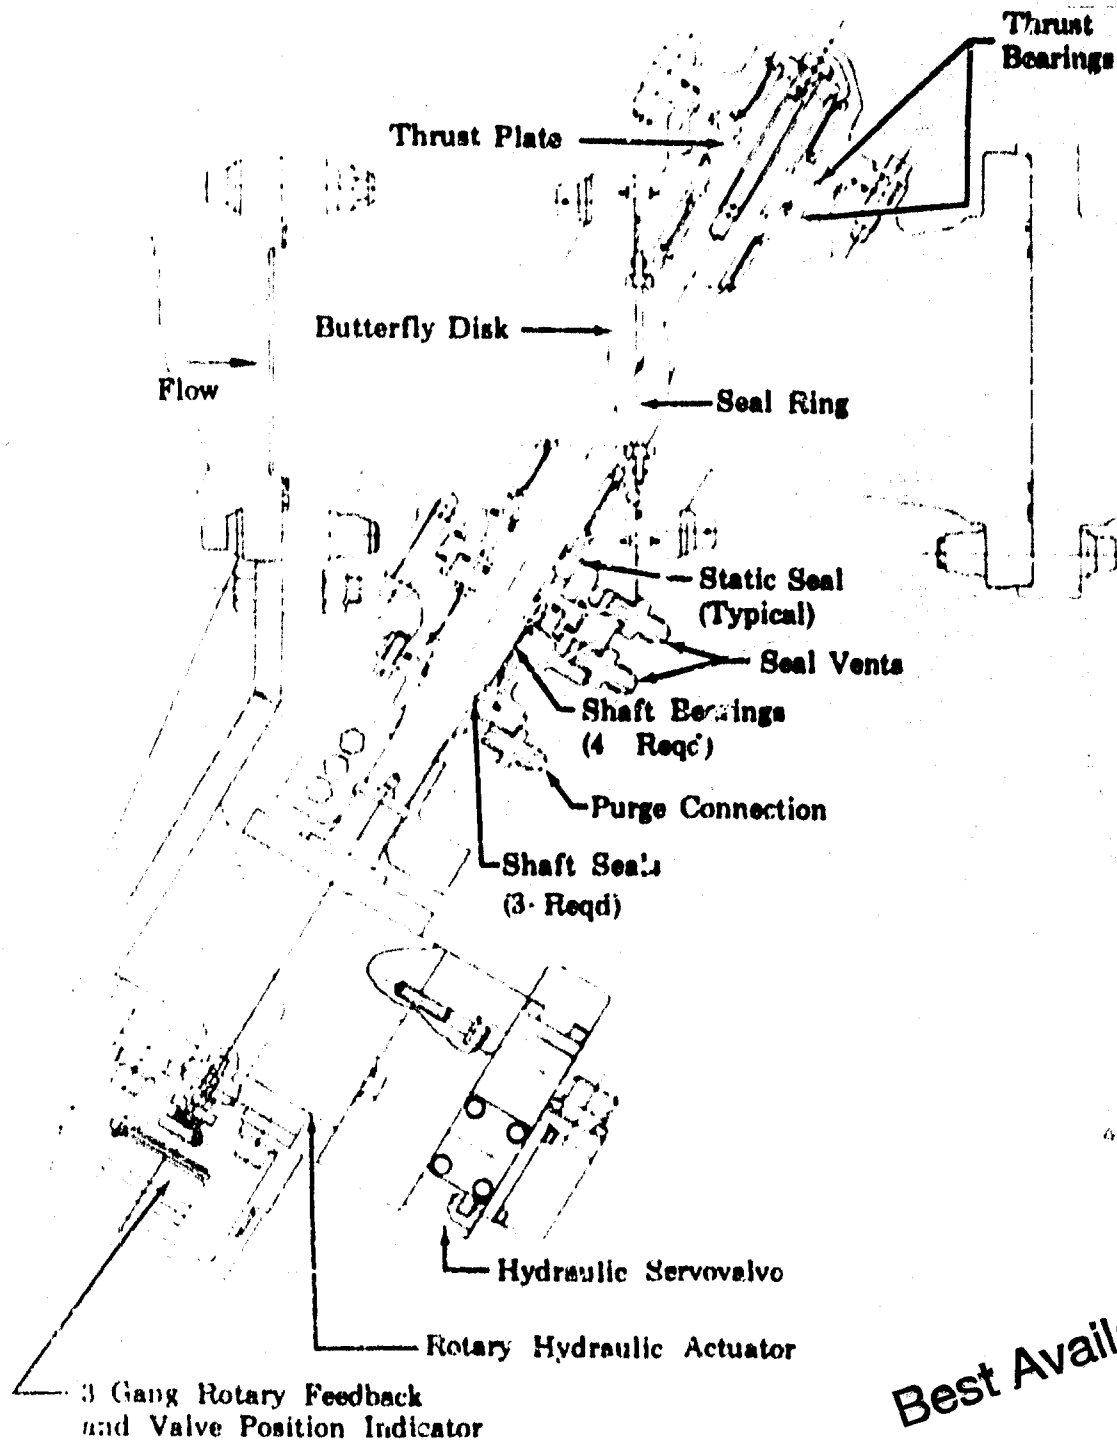 Thrust
Bearings
Thrust Plate
Butterfly Disk
Flow
Seal Ring
Static Seal
(Typical)
Seal Vents
Shaft Bearings
(4 Reqd)
Purge Connection
Shaft Seals
(3 Reqd)
Hydraulic Servovalvo
Rotary Hydraulic Actuator
3 Gang Rotary Feedback
and Valve Position Indicator
Best Avail